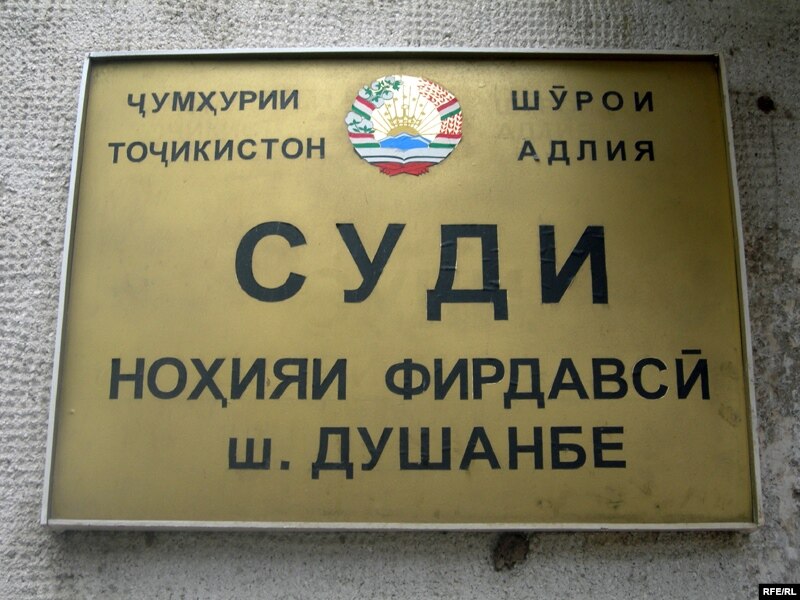 ҶУМҲУРИИ
ТОҶИКИСТОН
ШӮРОИ
АДЛИЯ
СУДИ
НОҲИЯИ ФИРДАВСӢ
ш. ДУШАНБЕ
RFE/RL